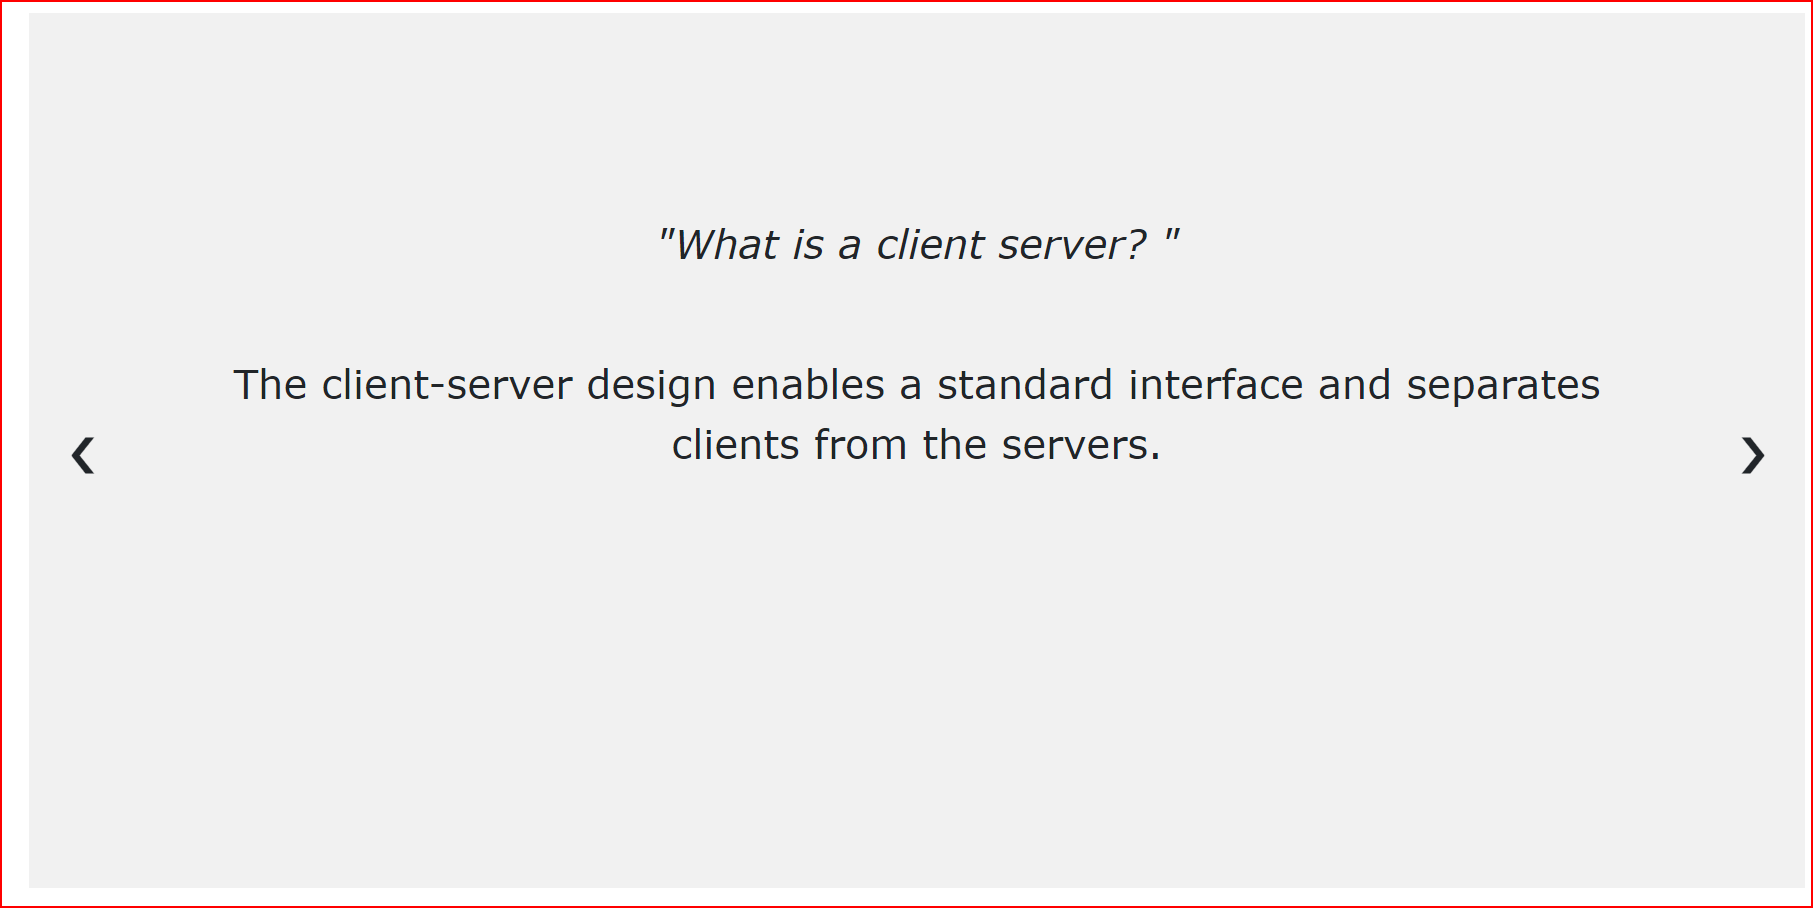 "What is a client server? "
The client-server design enables a standard interface and separates
clients from the servers.
❮
❯